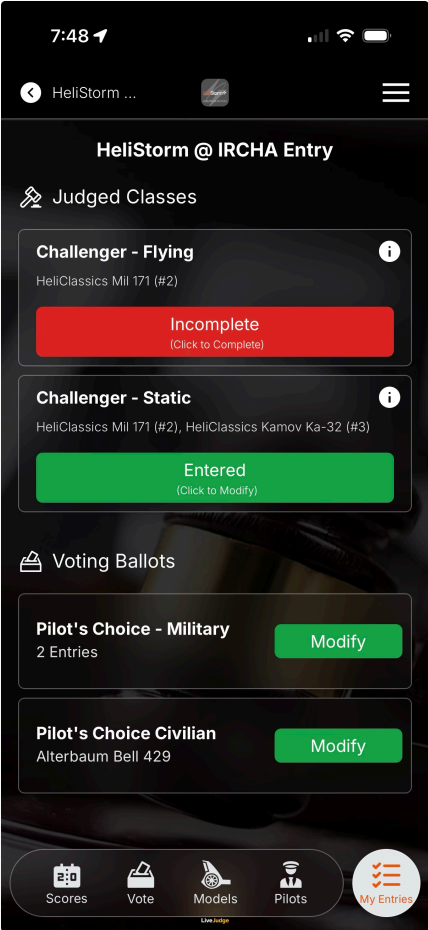 7:48
HeliStorm ...
HeliStorm @ IRCHA Entry
Judged Classes
Challenger - Flying
HeliClassics Mil 171 (#2)
Incomplete
(Click to Complete)
Challenger - Static
HeliClassics Mil 171 (#2), HeliClassics Kamov Ka-32 (#3)
Entered
(Click to Modify)
Voting Ballots
Pilot's Choice - Military
2 Entries
Modify
Pilot's Choice Civilian
Alterbaum Bell 429
Modify
2:0
Scores
Vote
Models
Pilots
My Entries
LiveJudge